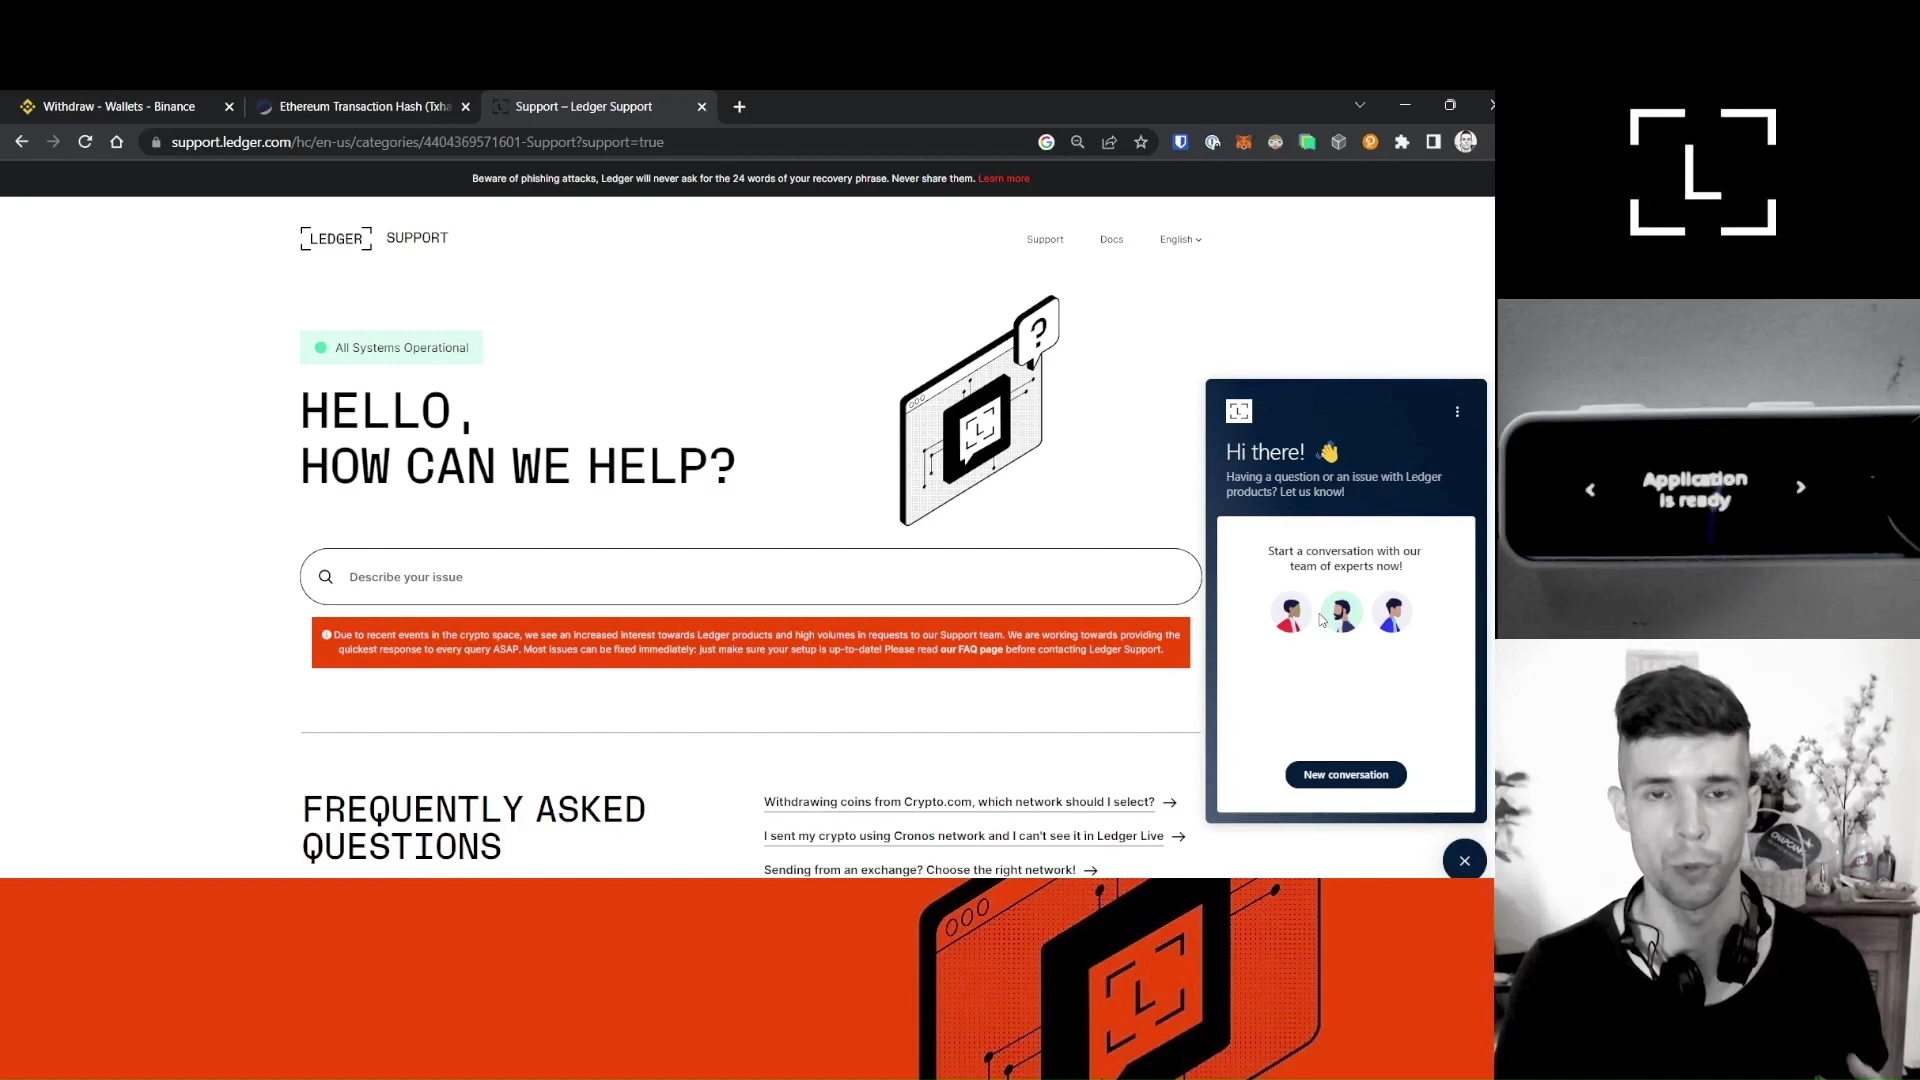 Withdraw - Wallets - Binance
Ethereum Transaction Hash (Txha
Support – Ledger Support
support.ledger.com/hc/en-us/categories/4404369571601-Support?support=true
Beware of phishing attacks, Ledger will never ask for the 24 words of your recovery phrase. Never share them. Learn more
LEDGER SUPPORT
Support
Docs
English
All Systems Operational
HELLO,
HOW CAN WE HELP?
Describe your issue
Due to recent events in the crypto space, we see an increased interest towards Ledger products and high volumes in requests to our Support team. We are working towards providing the
quickest response to every query ASAP. Most issues can be fixed immediately: just make sure your setup is up-to-date! Please read our FAQ page before contacting Ledger Support.
FREQUENTLY ASKED
QUESTIONS
Withdrawing coins from Crypto.com, which network should I select?
I sent my crypto using Cronos network and I can't see it in Ledger Live
Sending from an exchange? Choose the right network!
Hi there! 👋
Having a question or an issue with Ledger
products? Let us know!
Start a conversation with our
team of experts now!
New conversation
L
Application
is ready